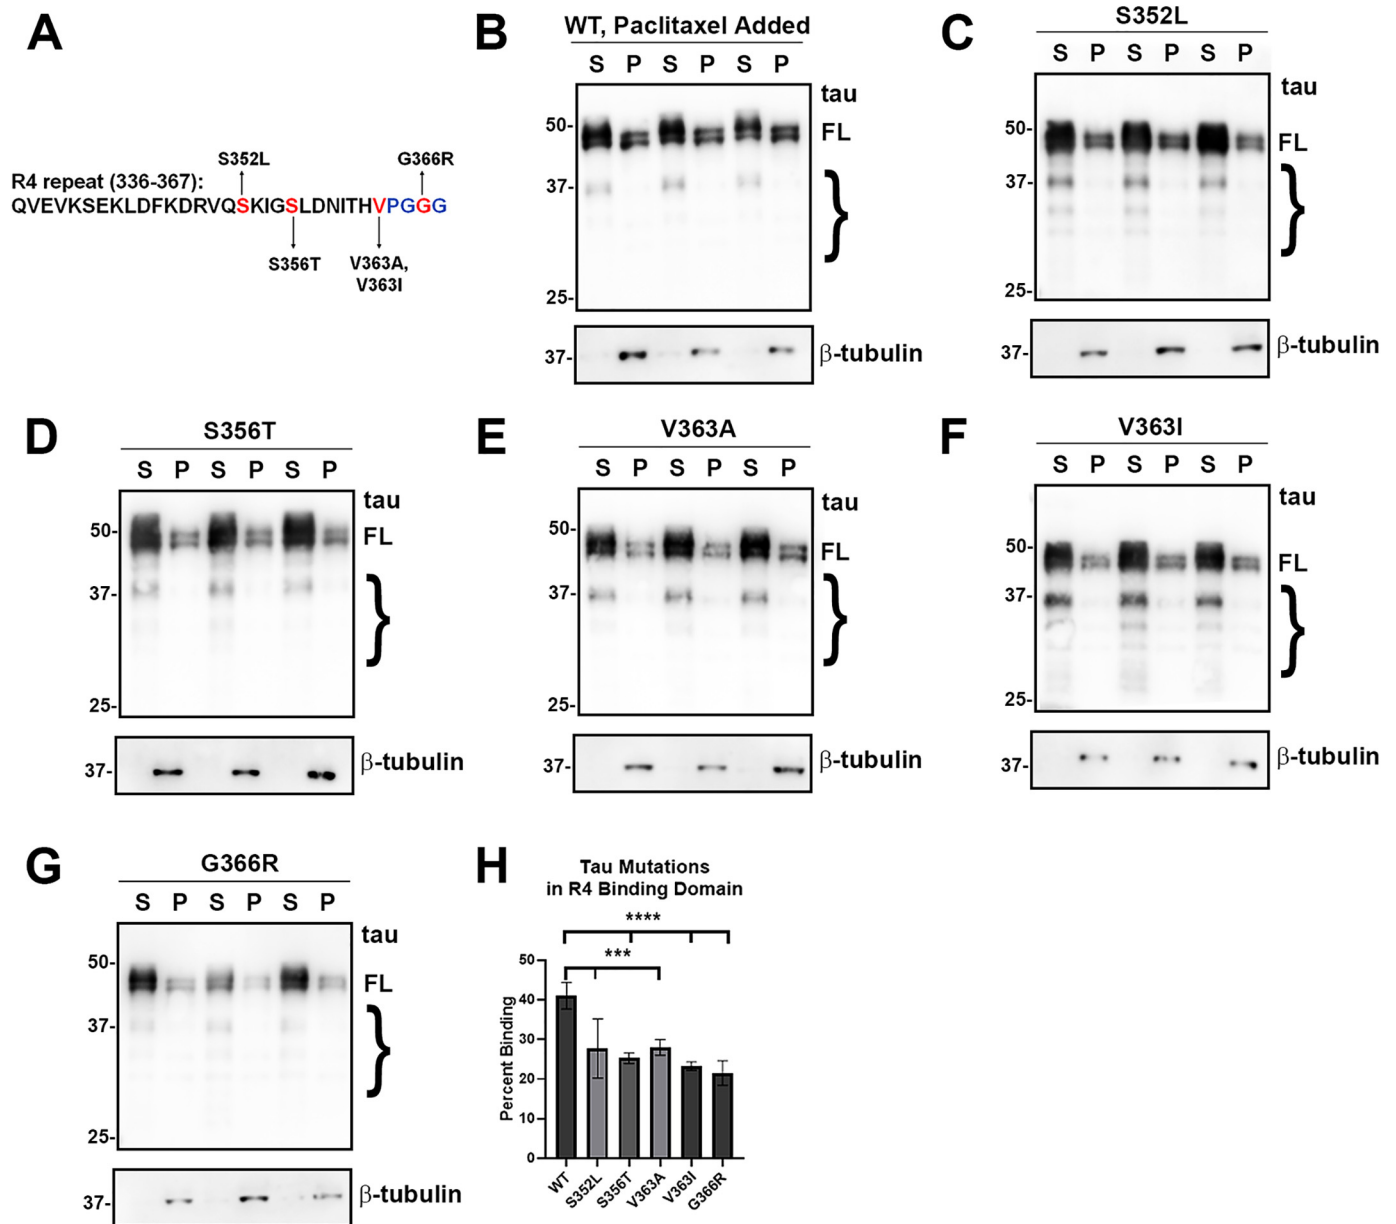 A
S352L
G366R
R4 repeat (336-367):
QVEVKSEKLDFKDRVQSKIGSLDNITHVPGGG
S356T
V363A,
V363I
B
WT, Paclitaxel Added
S P S P S P
tau
50-
FL
37-
}
25-
37-
β-tubulin
C
S352L
S P S P S P
tau
50-
FL
37-
}
25-
37-
β-tubulin
D
S356T
S P S P S P
tau
50-
FL
37-
}
25-
37-
β-tubulin
E
V363A
S P S P S P
tau
50-
FL
37-
}
25-
37-
β-tubulin
F
V363I
S P S P S P
tau
50-
FL
37-
}
25-
37-
β-tubulin
G
G366R
S P S P S P
tau
50-
FL
37-
}
25-
37-
β-tubulin
H
Tau Mutations
in R4 Binding Domain
****
***
Percent Binding
50
40
30
20
10
0
WT S352L S356T V363A V363I G366R